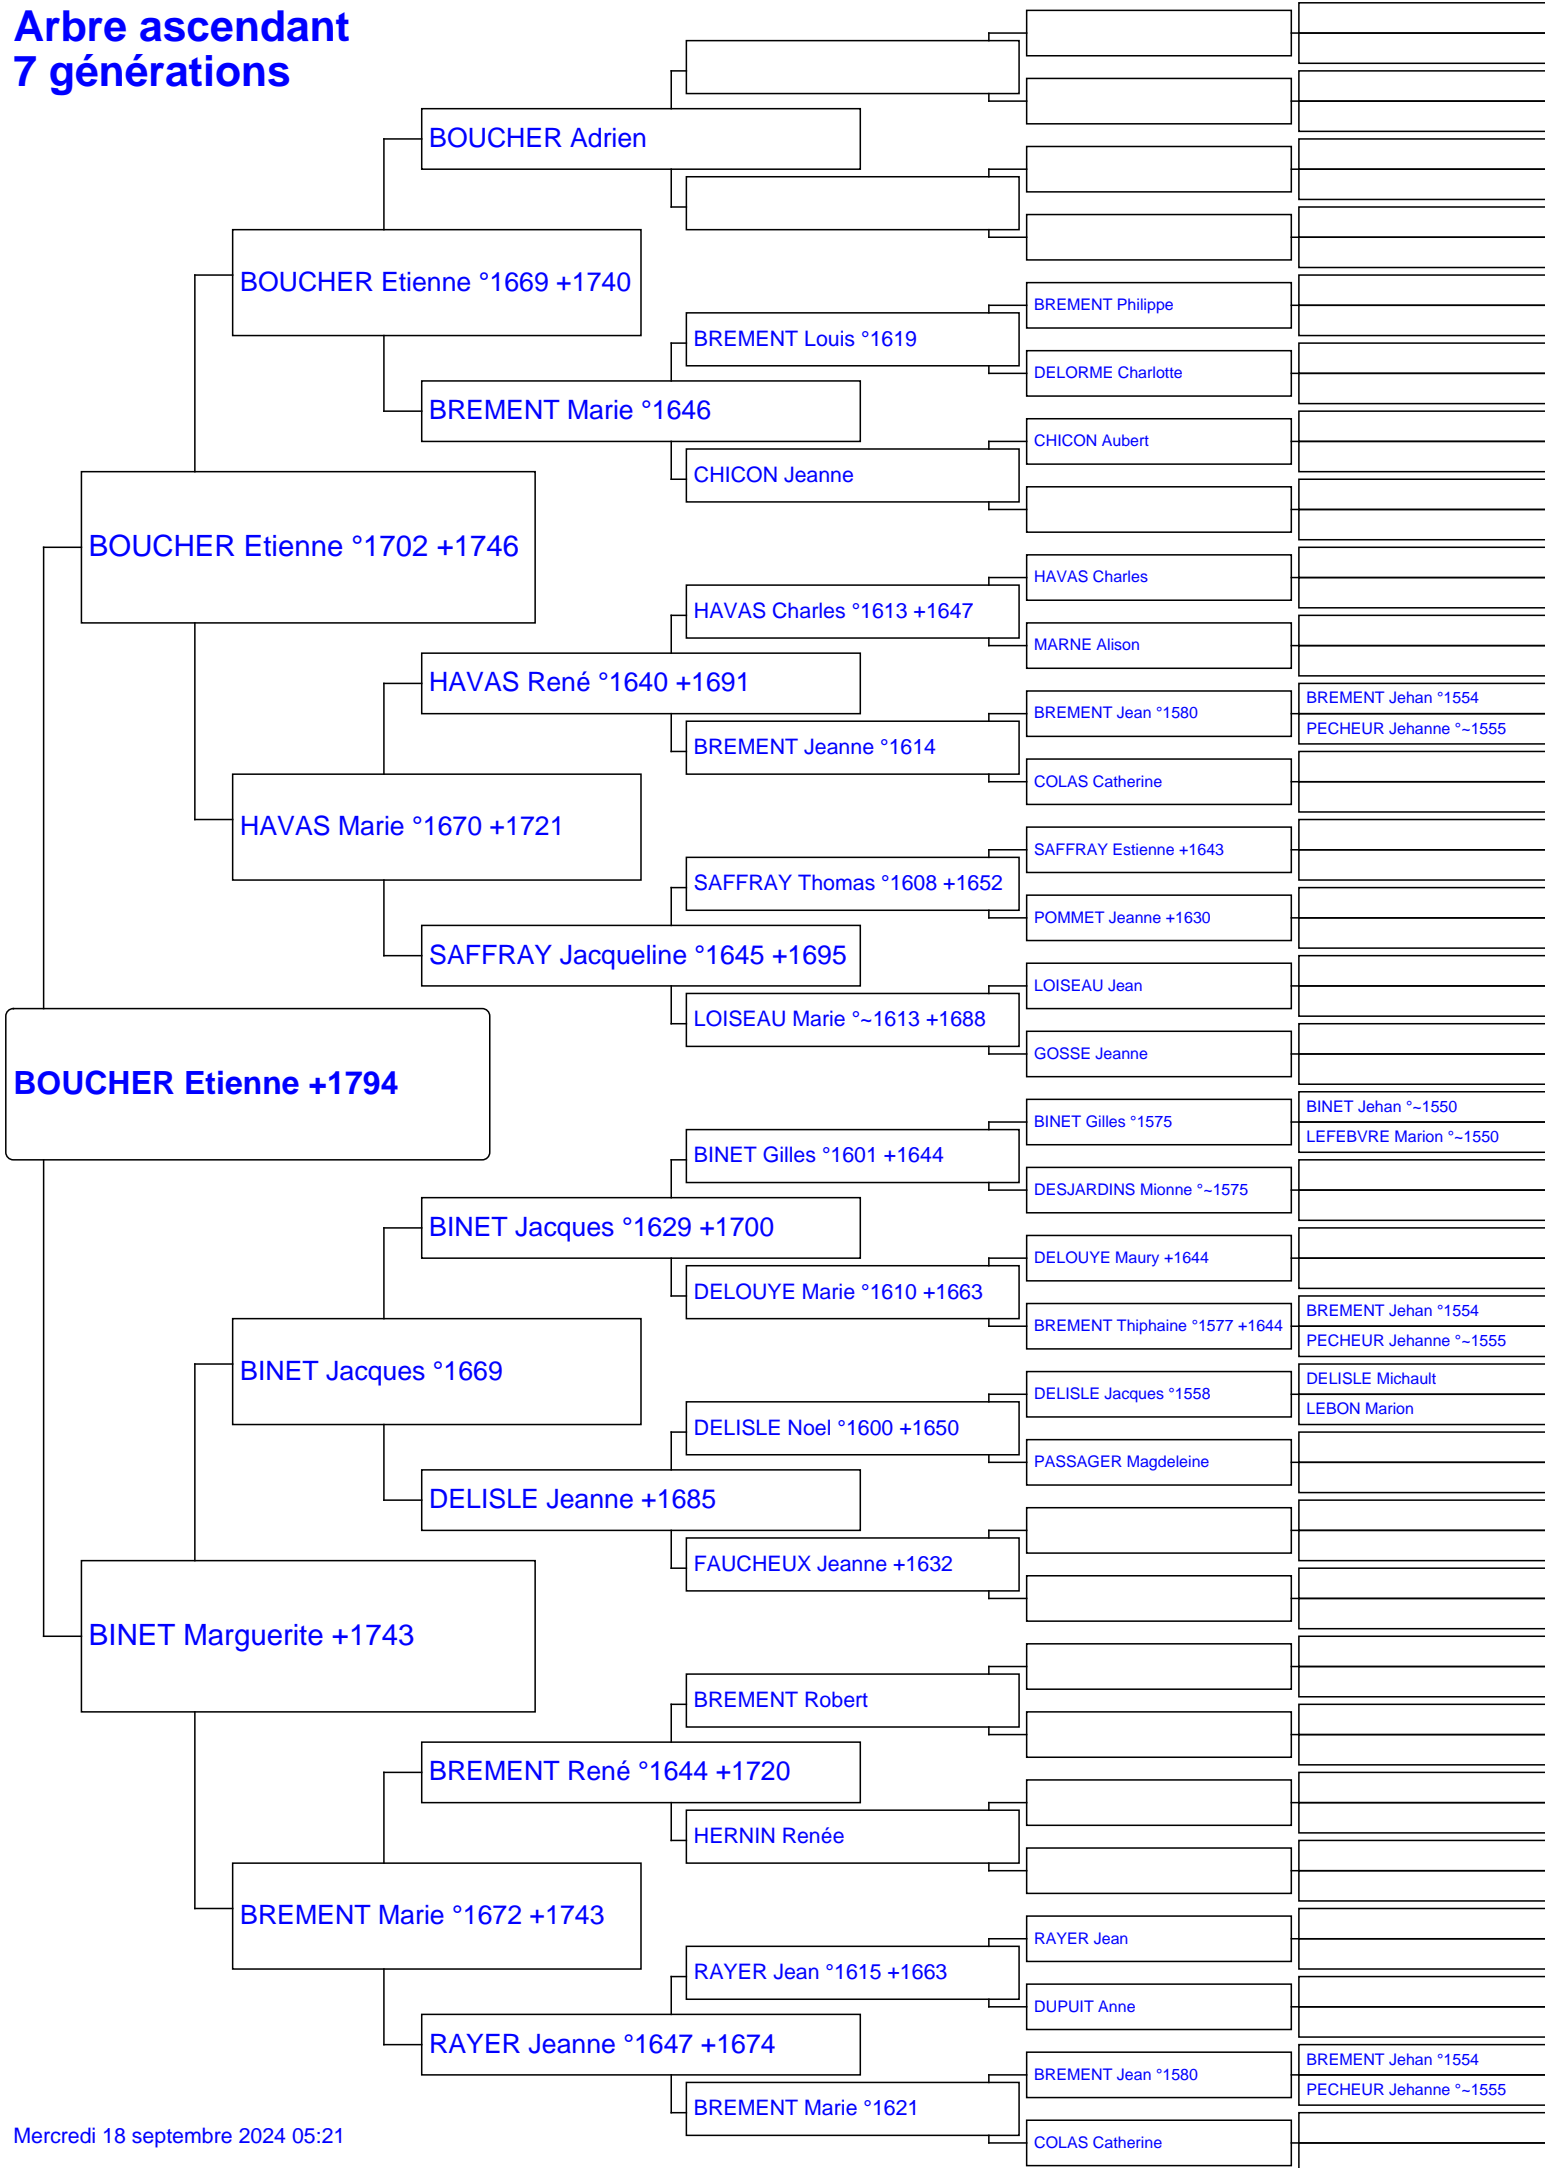 Arbre ascendant
7 générations
BOUCHER Adrien
BOUCHER Etienne °1669 +1740
BREMENT Philippe
BREMENT Louis °1619
DELORME Charlotte
BREMENT Marie °1646
CHICON Aubert
CHICON Jeanne
BOUCHER Etienne °1702 +1746
HAVAS Charles
HAVAS Charles °1613 +1647
MARNE Alison
HAVAS René °1640 +1691
BREMENT Jehan °1554
BREMENT Jean °1580
PECHEUR Jehanne °~1555
BREMENT Jeanne °1614
COLAS Catherine
HAVAS Marie °1670 +1721
SAFFRAY Estienne +1643
SAFFRAY Thomas °1608 +1652
POMMET Jeanne +1630
SAFFRAY Jacqueline °1645 +1695
LOISEAU Jean
LOISEAU Marie °~1613 +1688
GOSSE Jeanne
BOUCHER Etienne +1794
BINET Jehan °~1550
BINET Gilles °1575
LEFEBVRE Marion °~1550
BINET Gilles °1601 +1644
DESJARDINS Mionne °~1575
BINET Jacques °1629 +1700
DELOUYE Maury +1644
DELOUYE Marie °1610 +1663
BREMENT Jehan °1554
BREMENT Thiphaine °1577 +1644
PECHEUR Jehanne °~1555
BINET Jacques °1669
DELISLE Michault
DELISLE Jacques °1558
LEBON Marion
DELISLE Noel °1600 +1650
PASSAGER Magdeleine
DELISLE Jeanne +1685
FAUCHEUX Jeanne +1632
BINET Marguerite +1743
BREMENT Robert
BREMENT René °1644 +1720
HERNIN Renée
BREMENT Marie °1672 +1743
RAYER Jean
RAYER Jean °1615 +1663
DUPUIT Anne
RAYER Jeanne °1647 +1674
BREMENT Jehan °1554
BREMENT Jean °1580
PECHEUR Jehanne °~1555
BREMENT Marie °1621
COLAS Catherine
Mercredi 18 septembre 2024 05:21